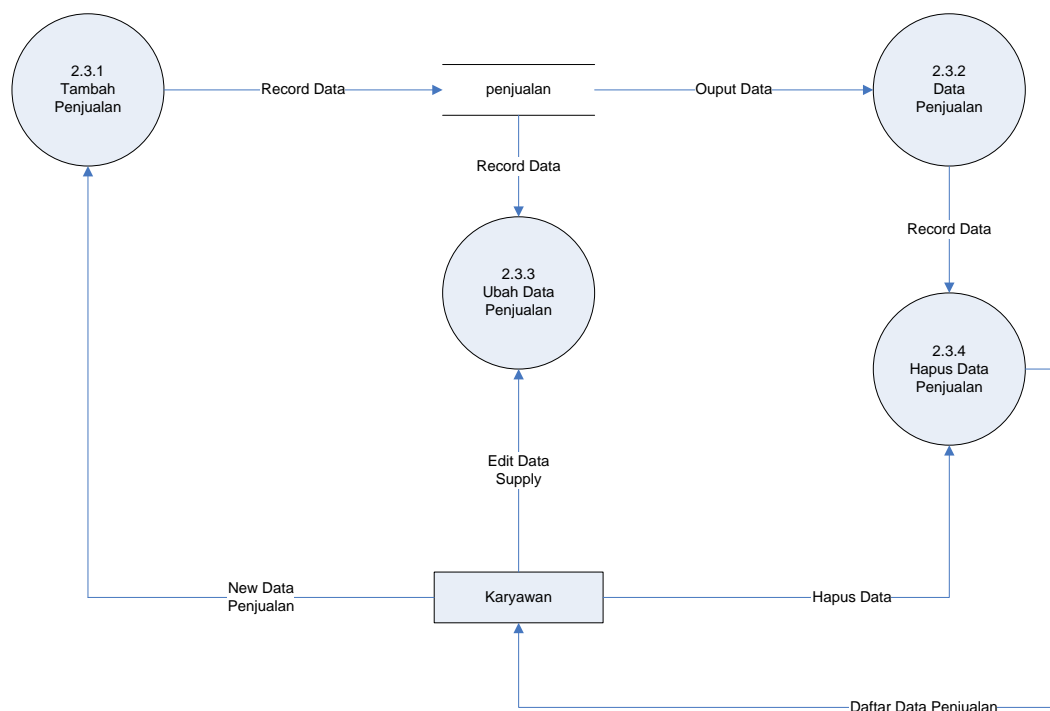 2.3.1
Tambah
Penjualan
Record Data
penjualan
Ouput Data
2.3.2
Data
Penjualan
Record Data
Record Data
2.3.3
Ubah Data
Penjualan
2.3.4
Hapus Data
Penjualan
Edit Data
Supply
New Data
Penjualan
Karyawan
Hapus Data
Daftar Data Penjualan